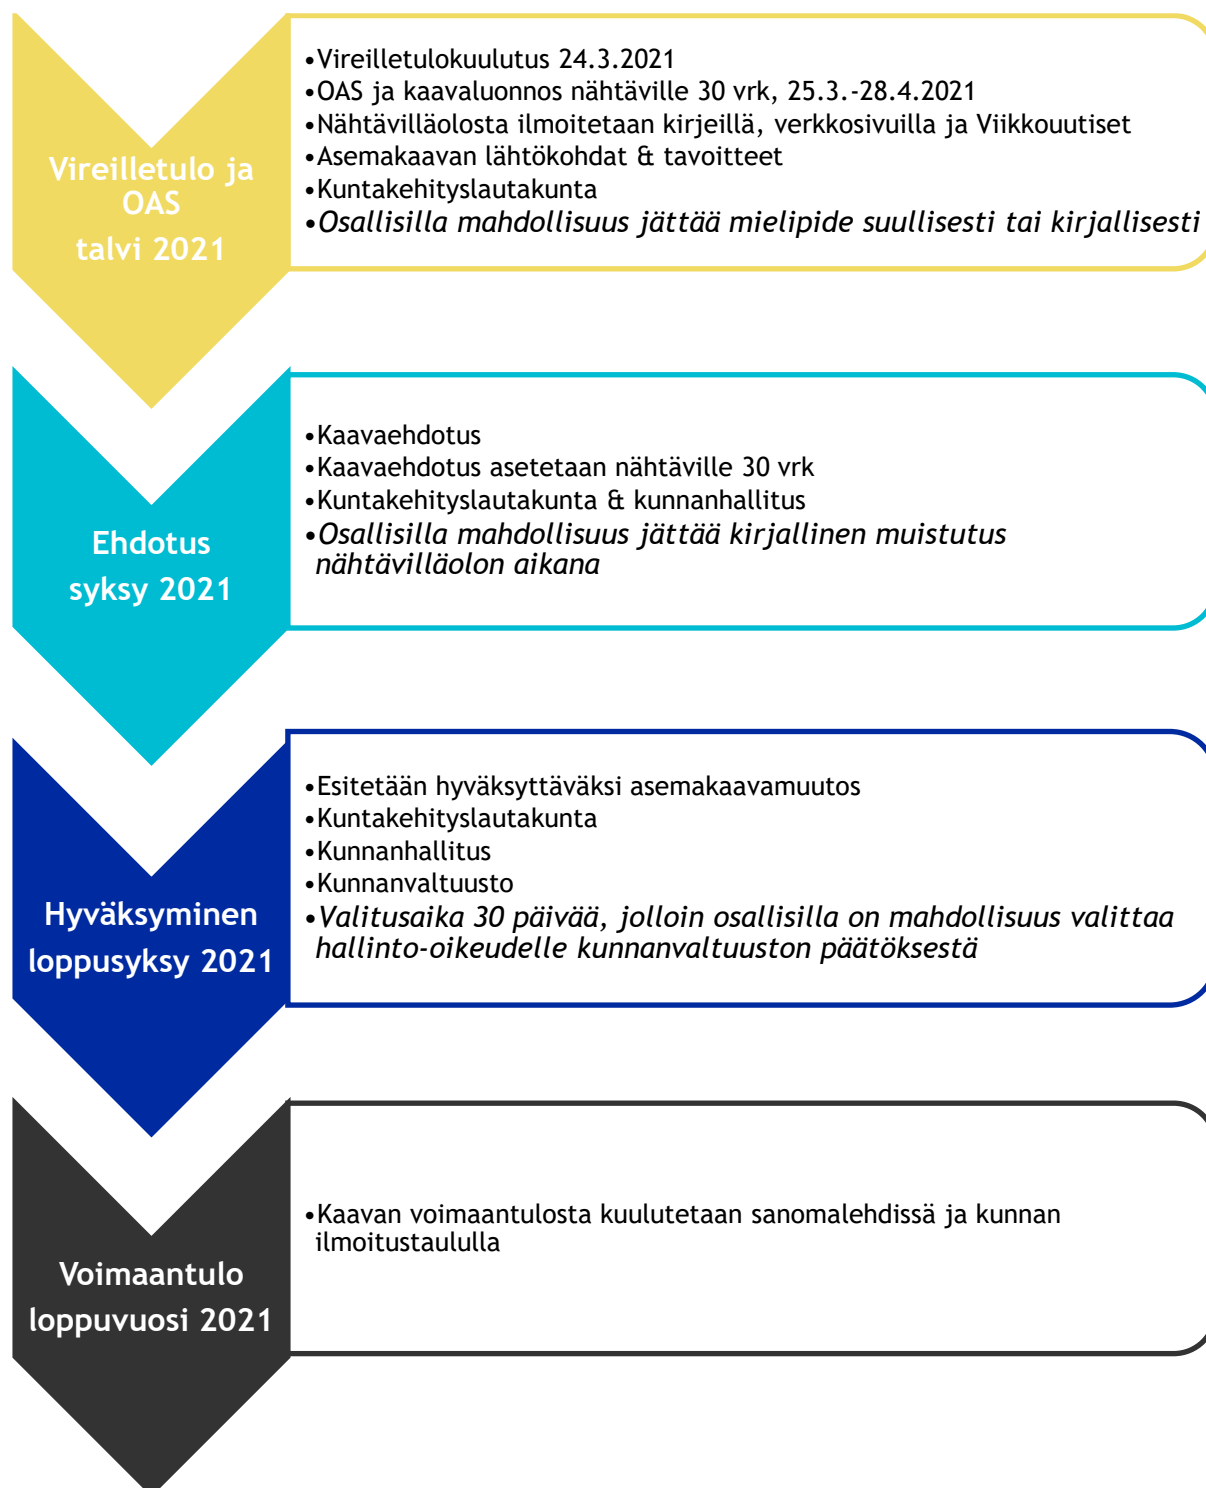 Vireilletulo ja
OAS
talvi 2021
•Vireilletulokuulutus 24.3.2021
•OAS ja kaavaluonnos nähtäville 30 vrk, 25.3.-28.4.2021
•Nähtävilläolosta ilmoitetaan kirjeillä, verkkosivuilla ja Viikkouutiset
•Asemakaavan lähtökohdat & tavoitteet
•Kuntakehityslautakunta
•Osallisilla mahdollisuus jättää mielipide suullisesti tai kirjallisesti
Ehdotus
syksy 2021
•Kaavaehdotus
•Kaavaehdotus asetetaan nähtäville 30 vrk
•Kuntakehityslautakunta & kunnanhallitus
•Osallisilla mahdollisuus jättää kirjallinen muistutus
nähtävilläolon aikana
Hyväksyminen
loppusyksy 2021
•Esitetään hyväksyttäväksi asemakaavamuutos
•Kuntakehityslautakunta
•Kunnanhallitus
•Kunnanvaltuusto
•Valitusaika 30 päivää, jolloin osallisilla on mahdollisuus valittaa
hallinto-oikeudelle kunnanvaltuuston päätöksestä
Voimaantulo
loppuvuosi 2021
•Kaavan voimaantulosta kuulutetaan sanomalehdissä ja kunnan
ilmoitustaululla